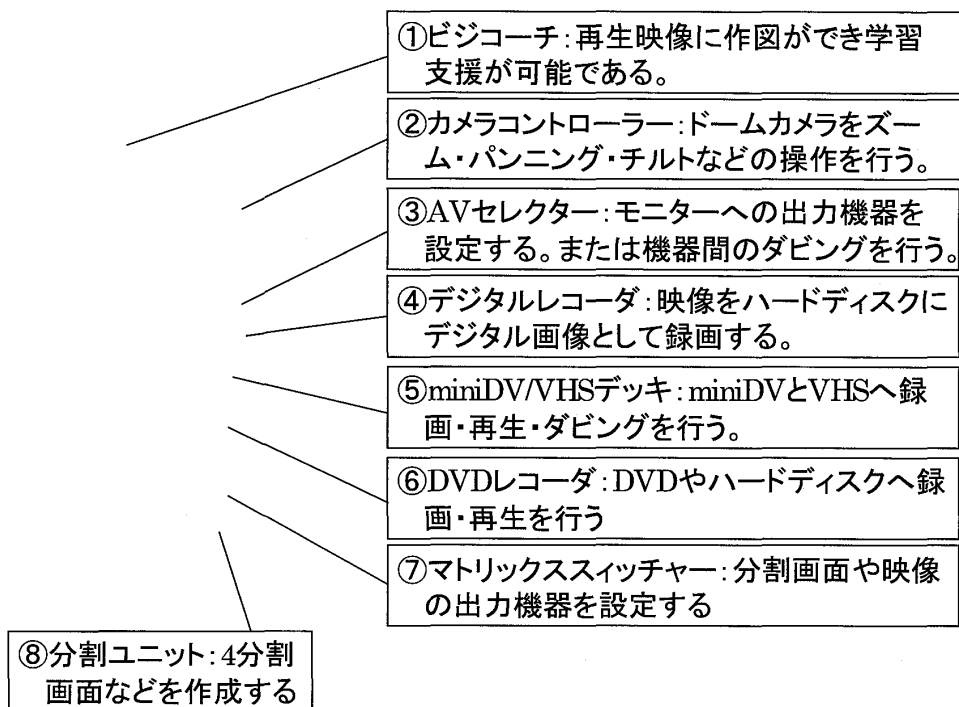 ①ビジコーチ:再生映像に作図ができ学習
支援が可能である。
②カメラコントローラー:ドームカメラをズー
ム・パンニング・チルトなどの操作を行う。
③AVセレクター:モニターへの出力機器を
設定する。または機器間のダビングを行う。
④デジタルレコーダ:映像をハードディスクに
デジタル画像として録画する。
⑤miniDV/VHSデッキ:miniDVとVHSへ録
画・再生・ダビングを行う。
⑥DVDレコーダ:DVDやハードディスクへ録
画・再生を行う
⑦マトリックススィッチャー:分割画面や映像
の出力機器を設定する
⑧分割ユニット:4分割
画面などを作成する